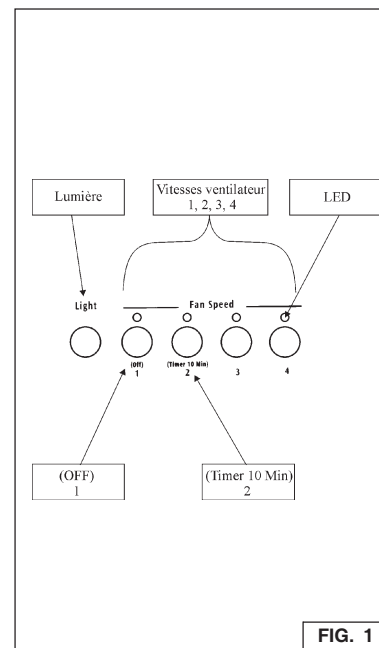 Lumière
Vitesses ventilateur
1, 2, 3, 4
LED
Light
Fan Speed
(Off)
1
(Timer 10 Min)
2
3
4
(OFF)
1
(Timer 10 Min)
2
FIG. 1